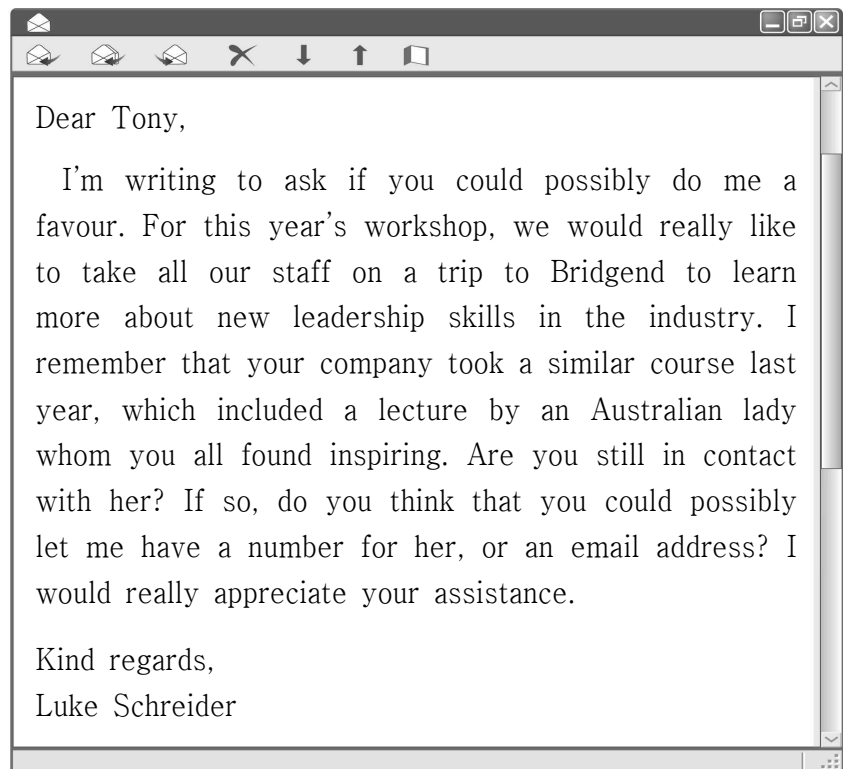 Dear Tony,
I'm writing to ask if you could possibly do me a
favour. For this year's workshop, we would really like
to take all our staff on a trip to Bridgend to learn
more about new leadership skills in the industry. I
remember that your company took a similar course last
year, which included a lecture by an Australian lady
whom you all found inspiring. Are you still in contact
with her? If so, do you think that you could possibly
let me have a number for her, or an email address? I
would really appreciate your assistance.
Kind regards,
Luke Schreider